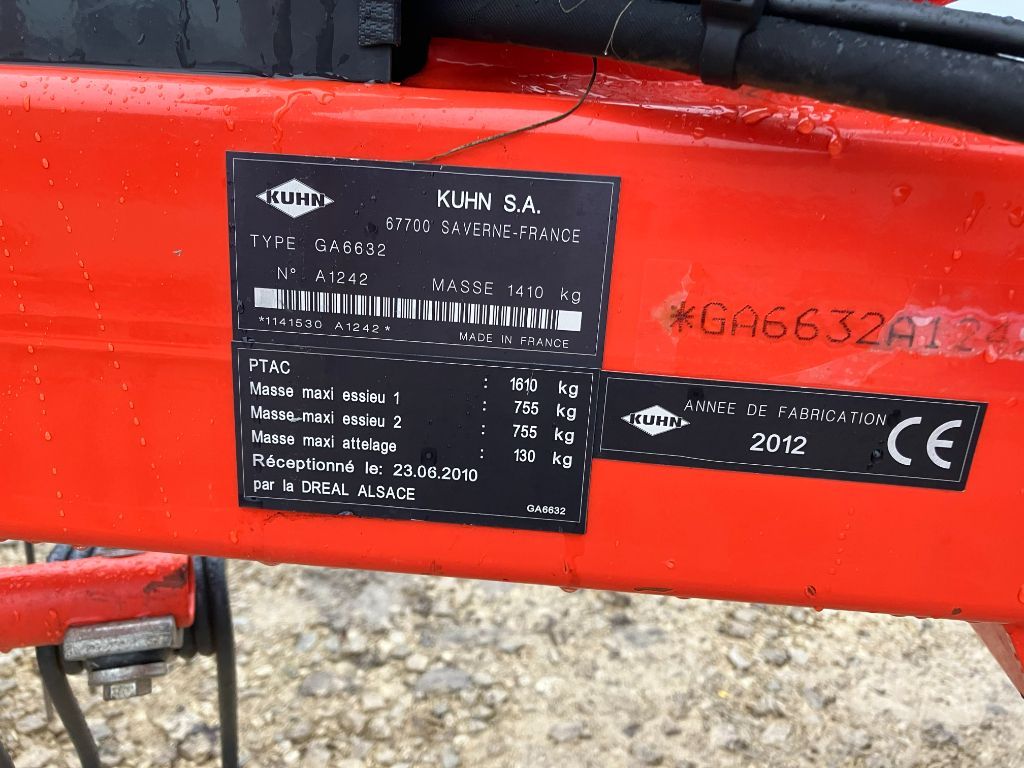 KUHN
KUHN S.A.
67700 SAVERNE-FRANCE
TYPE GA6632
N° A1242 MASSE 1410 kg
*1141530 A1242*
MADE IN FRANCE
PTAC : 1610 kg
Masse maxi essieu 1 : 755 kg
Masse maxi essieu 2 : 755 kg
Masse maxi attelage : 130 kg
Réceptionné le: 23.06.2010
par la DREAL ALSACE
GA6632
KUHN
ANNEE DE FABRICATION
2012
CE
*GA6632A124